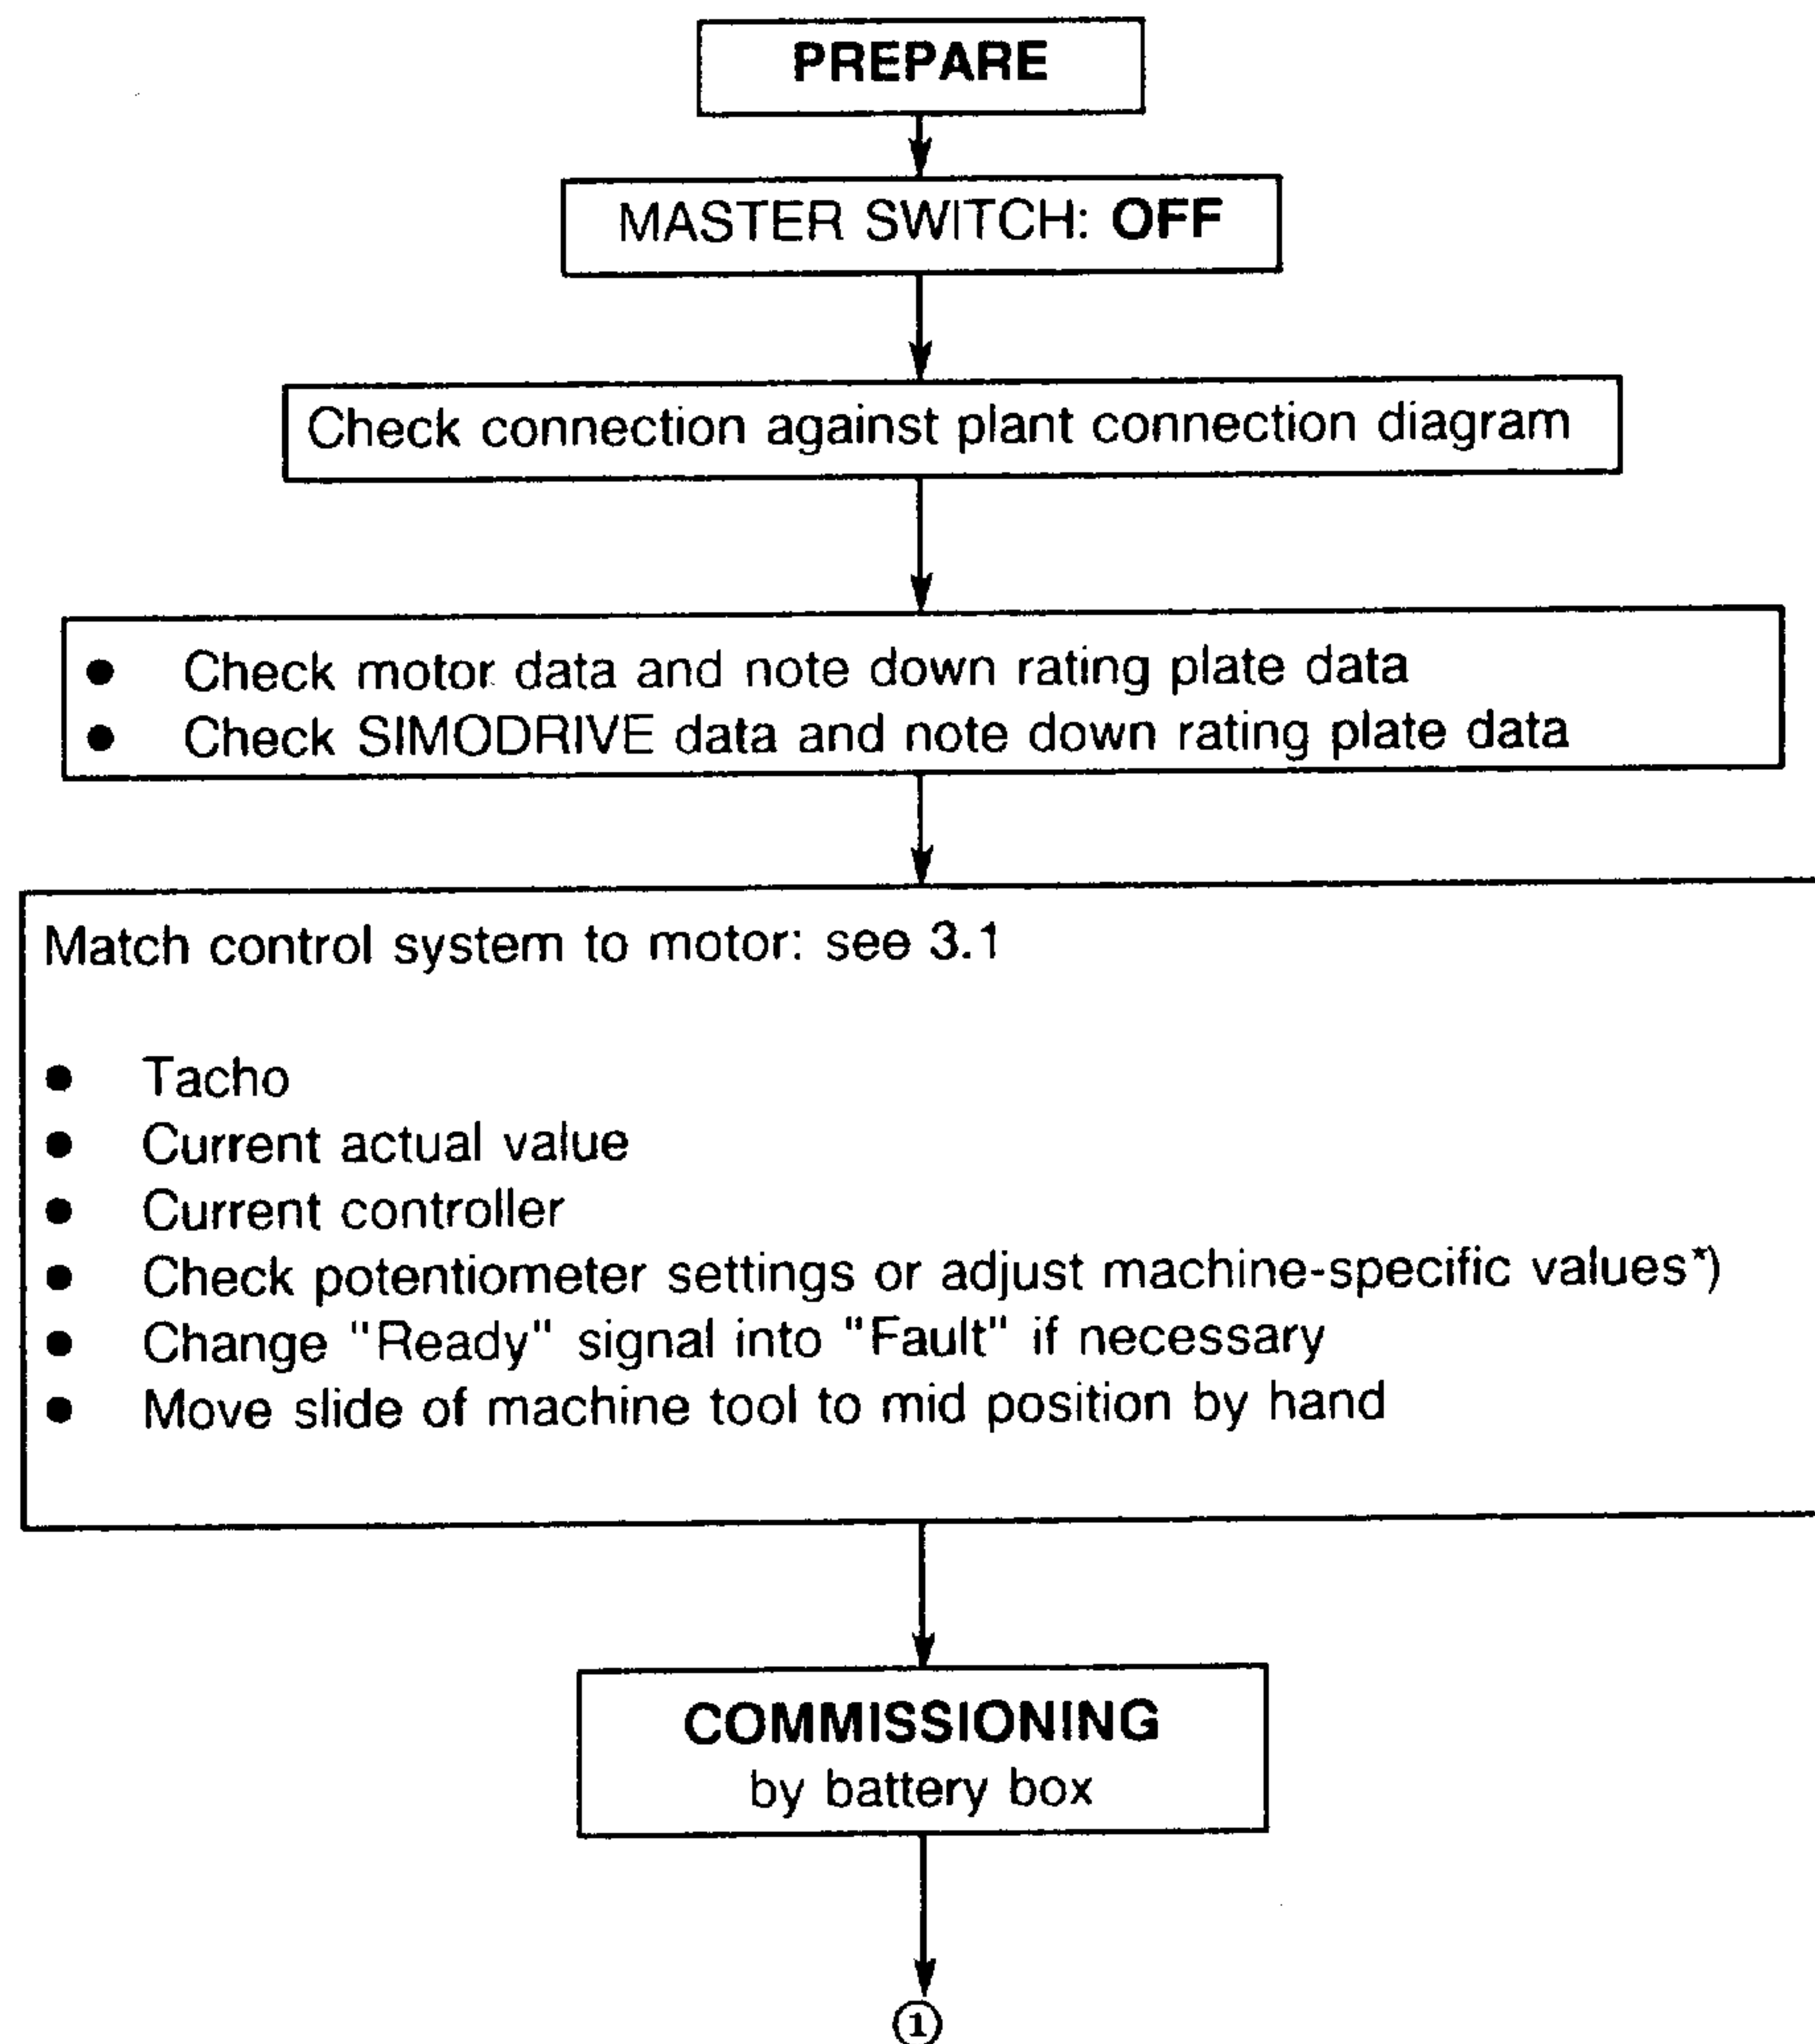 PREPARE
MASTER SWITCH: OFF
Check connection against plant connection diagram
● Check motor data and note down rating plate data
● Check SIMODRIVE data and note down rating plate data
Match control system to motor: see 3.1
● Tacho
● Current actual value
● Current controller
● Check potentiometer settings or adjust machine-specific values*)
● Change "Ready" signal into "Fault" if necessary
● Move slide of machine tool to mid position by hand
COMMISSIONING
by battery box
①